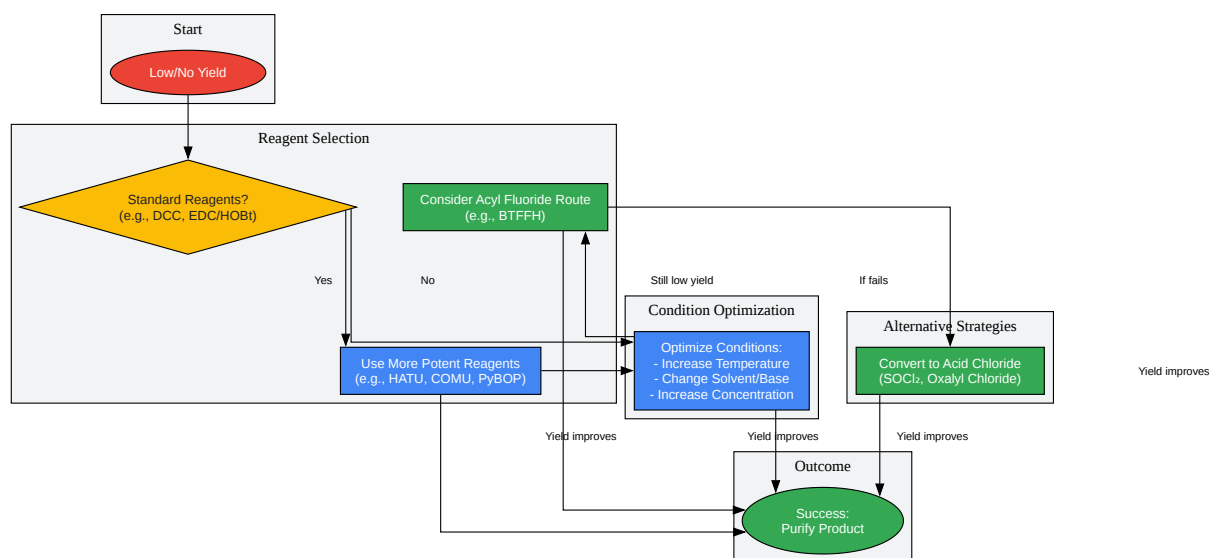 Start
Low/No Yield
Reagent Selection
Standard Reagents?
(e.g., DCC, EDC/HOBt)
Consider Acyl Fluoride Route
(e.g., BTFFH)
Yes
No
Still low yield
If fails
Condition Optimization
Alternative Strategies
Use More Potent Reagents
(e.g., HATU, COMU, PyBOP)
Optimize Conditions:
- Increase Temperature
- Change Solvent/Base
- Increase Concentration
Convert to Acid Chloride
(SOCl₂, Oxalyl Chloride)
Yield improves
Yield improves
Yield improves
Yield improves
Outcome
Success:
Purify Product